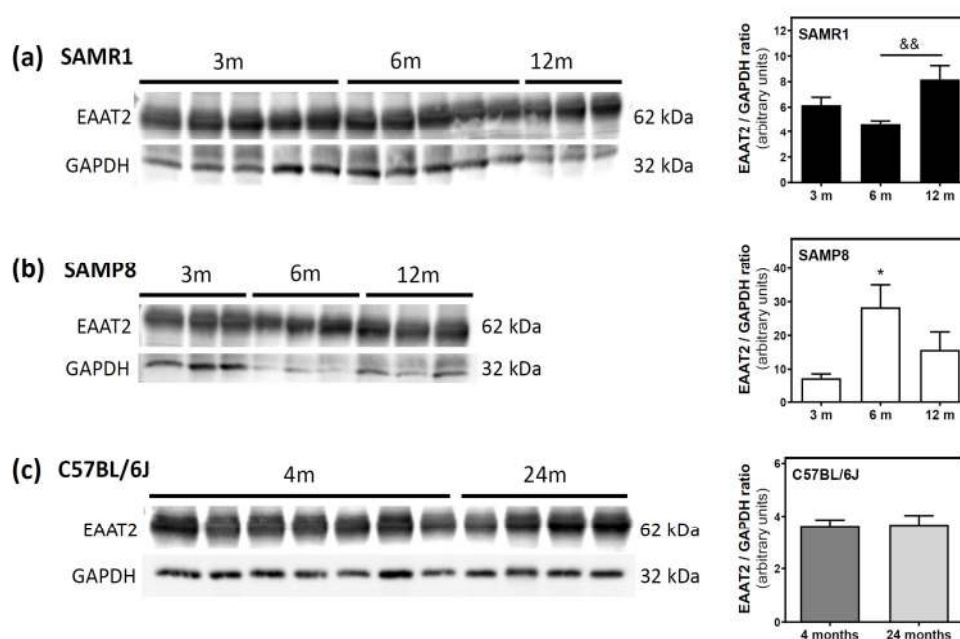 (a) SAMR1 3m 6m 12m
EAAT2 62 kDa
GAPDH 32 kDa
EAAT2 / GAPDH ratio
(arbitrary units)
SAMR1
&&
12
10
8
6
4
2
0
3 m 6 m 12 m
(b) SAMP8 3m 6m 12m
EAAT2 62 kDa
GAPDH 32 kDa
EAAT2 / GAPDH ratio
(arbitrary units)
SAMP8
*
40
30
20
10
0
3 m 6 m 12 m
(c) C57BL/6J 4m 24m
EAAT2 62 kDa
GAPDH 32 kDa
EAAT2 / GAPDH ratio
(arbitrary units)
C57BL/6J
6
4
2
0
4 months 24 months